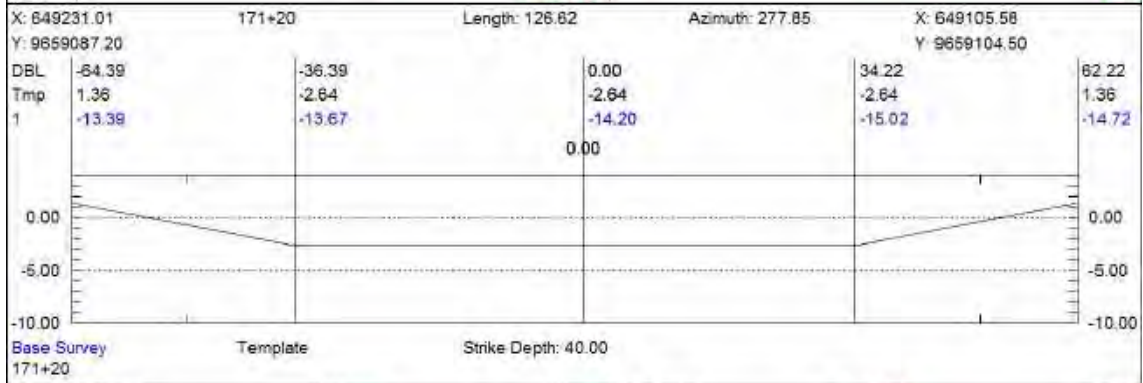 X: 649231.01 171+20 Length: 126.62 Azimuth: 277.85 X: 649105.58
Y: 9659087.20 Y: 9659104.50
DBL -64.39 -36.39 0.00 34.22 62.22
Tmp 1.36 -2.64 -2.64 -2.64 1.36
1 -13.39 -13.67 -14.20 -15.02 -14.72
0.00
0.00 0.00
-5.00 -5.00
-10.00 -10.00
Base Survey Template Strike Depth: 40.00
171+20